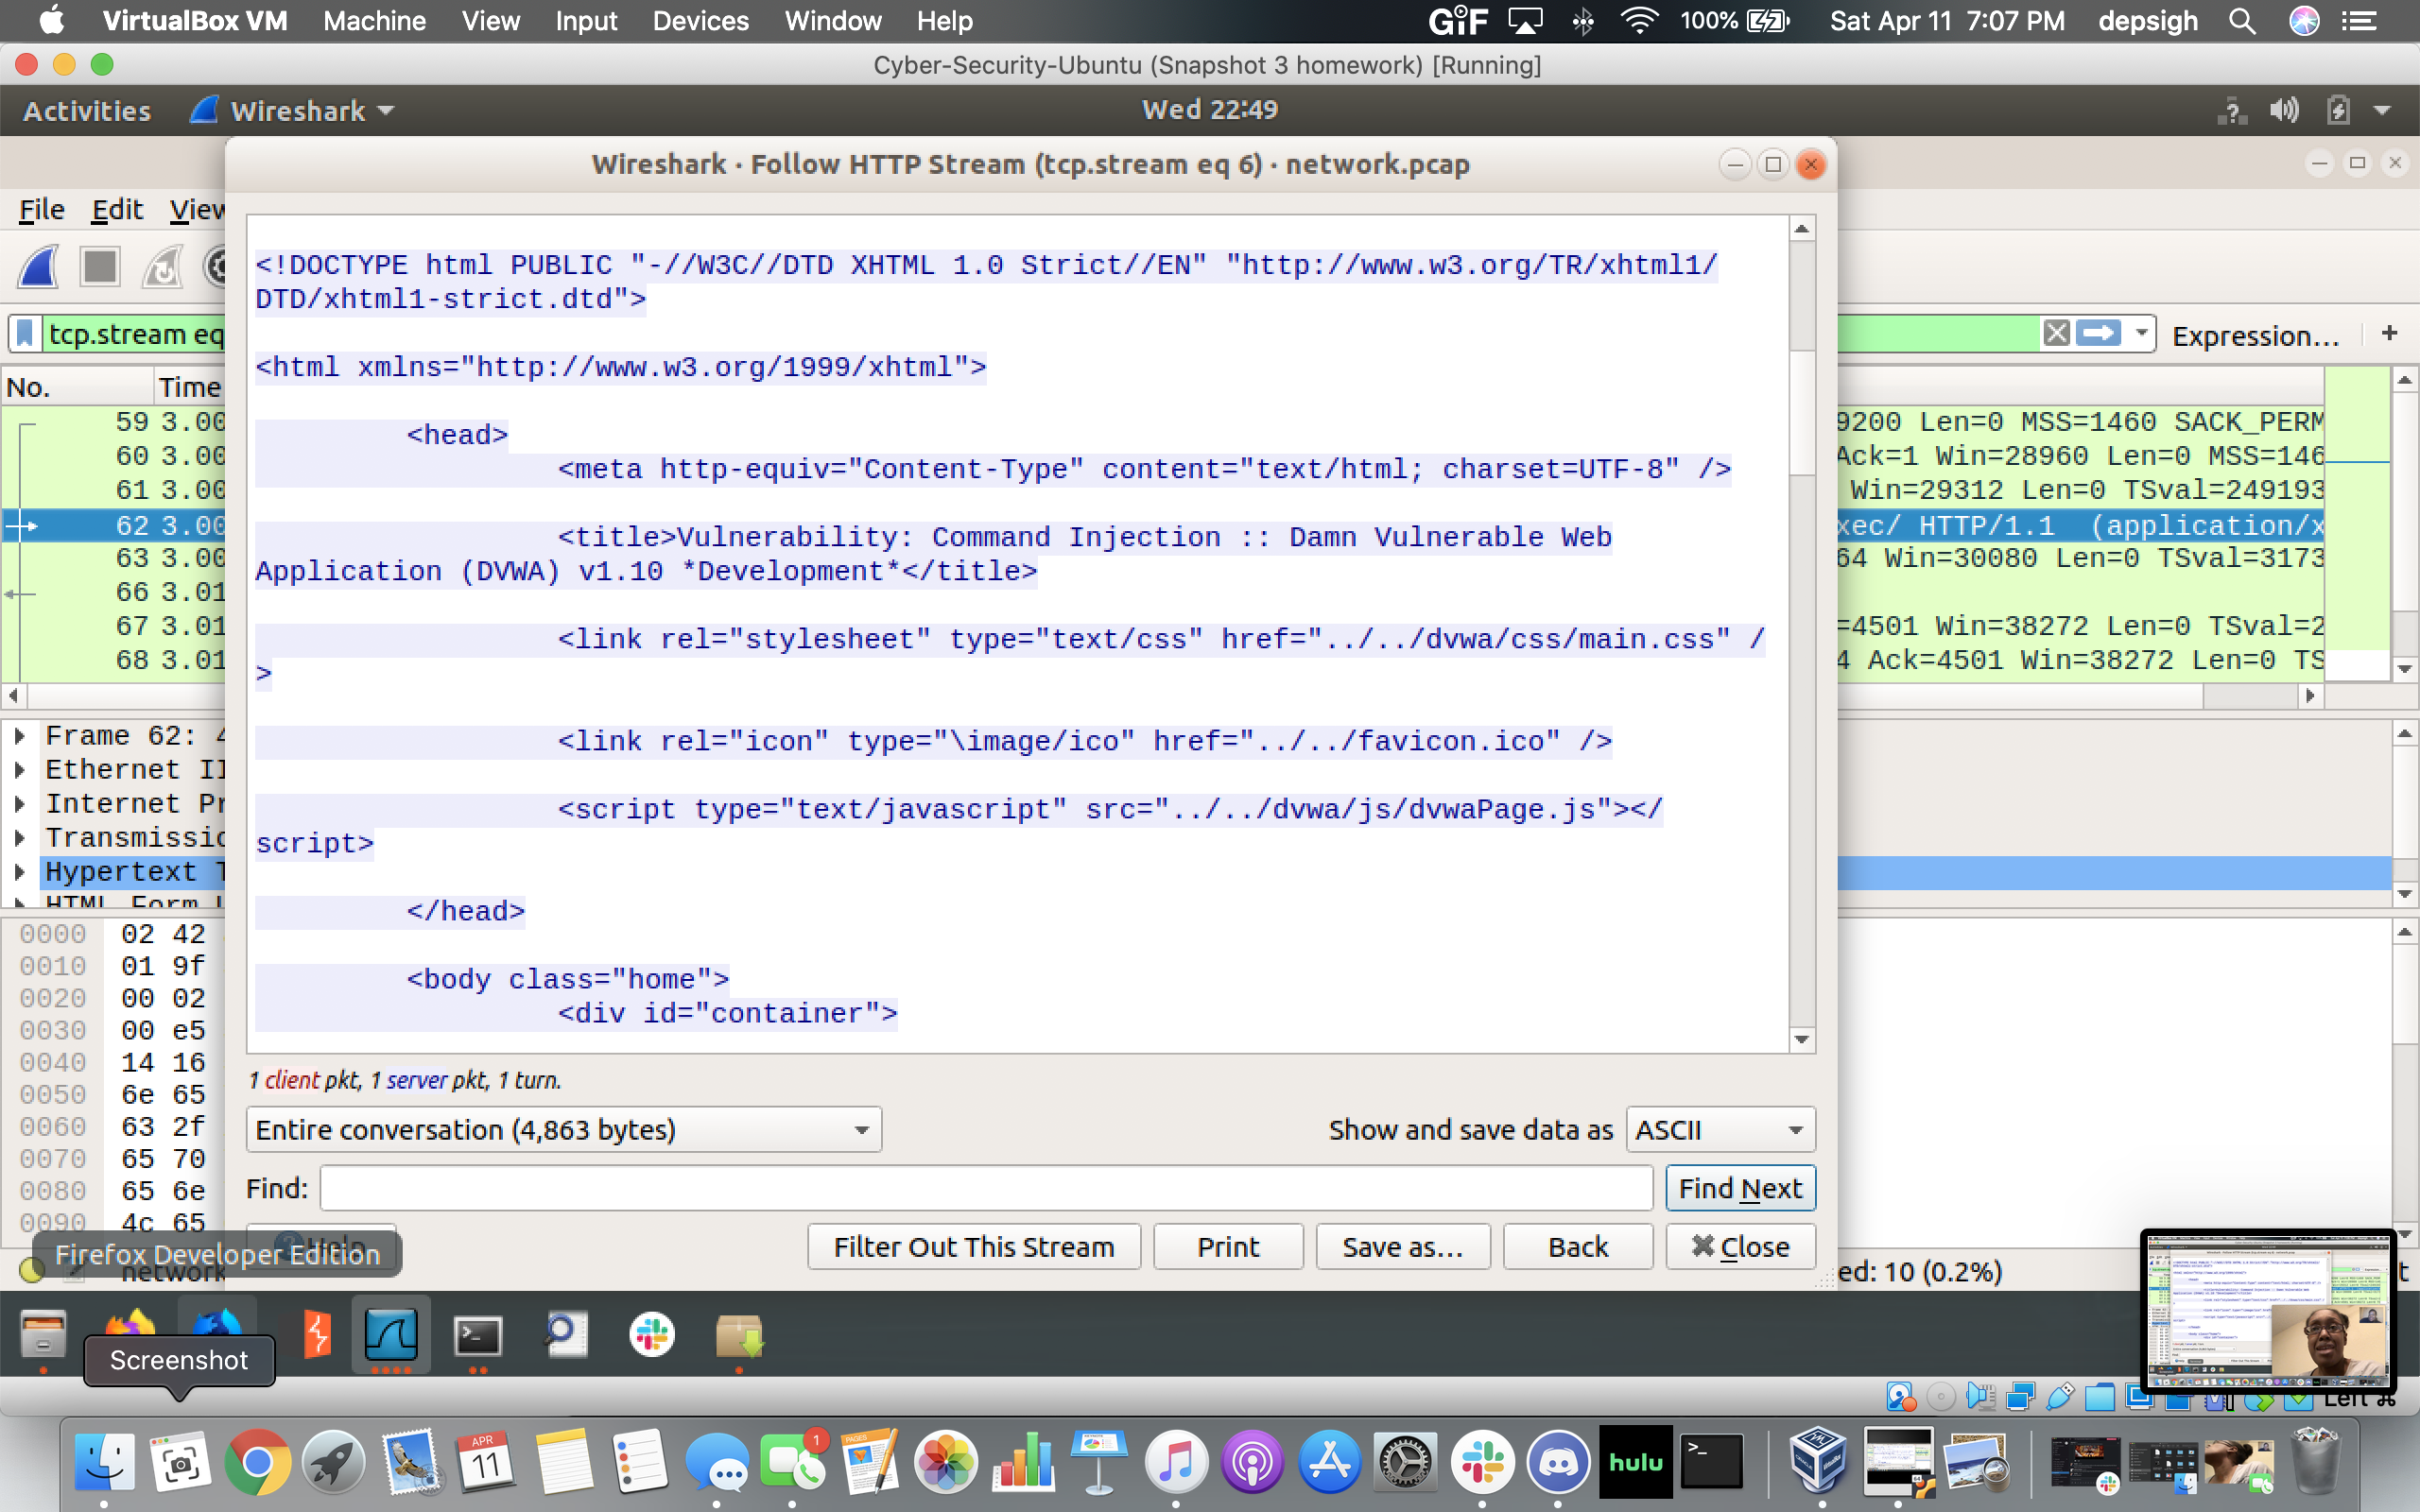 VirtualBox VM Machine View Input Devices Window Help GIF 100% Sat Apr 11 7:07 PM depsigh
Cyber-Security-Ubuntu (Snapshot 3 homework) [Running]
Activities Wireshark Wed 22:49
Wireshark · Follow HTTP Stream (tcp.stream eq 6) · network.pcap
File Edit View
tcp.stream eq Expression… +
No. Time
59 3.00
60 3.00
61 3.00
62 3.00
63 3.00
66 3.01
67 3.01
68 3.01
9200 Len=0 MSS=1460 SACK_PERM
Ack=1 Win=28960 Len=0 MSS=146
Win=29312 Len=0 TSval=249193
xec/ HTTP/1.1 (application/x
64 Win=30080 Len=0 TSval=3173
=4501 Win=38272 Len=0 TSval=2
4 Ack=4501 Win=38272 Len=0 TS
<!DOCTYPE html PUBLIC "-//W3C//DTD XHTML 1.0 Strict//EN" "http://www.w3.org/TR/xhtml1/
DTD/xhtml1-strict.dtd">
<html xmlns="http://www.w3.org/1999/xhtml">
<head>
<meta http-equiv="Content-Type" content="text/html; charset=UTF-8" />
<title>Vulnerability: Command Injection :: Damn Vulnerable Web
Application (DVWA) v1.10 *Development*</title>
<link rel="stylesheet" type="text/css" href="../../dvwa/css/main.css" /
>
<link rel="icon" type="\image/ico" href="../../favicon.ico" />
<script type="text/javascript" src="../../dvwa/js/dvwaPage.js"></
script>
</head>
<body class="home">
<div id="container">
Frame 62: 4
Ethernet II
Internet Pr
Transmissic
Hypertext T
HTML Form U
0000 02 42
0010 01 9f
0020 00 02
0030 00 e5
0040 14 16
0050 6e 65
0060 63 2f
0070 65 70
0080 65 6e
0090 4c 65
1 client pkt, 1 server pkt, 1 turn.
Entire conversation (4,863 bytes) Show and save data as ASCII
Find: Find Next
Help Filter Out This Stream Print Save as… Back Close
Firefox Developer Edition
network
ed: 10 (0.2%)
Screenshot
Left ⌘
APR
11
PAGES
1
hulu
>_